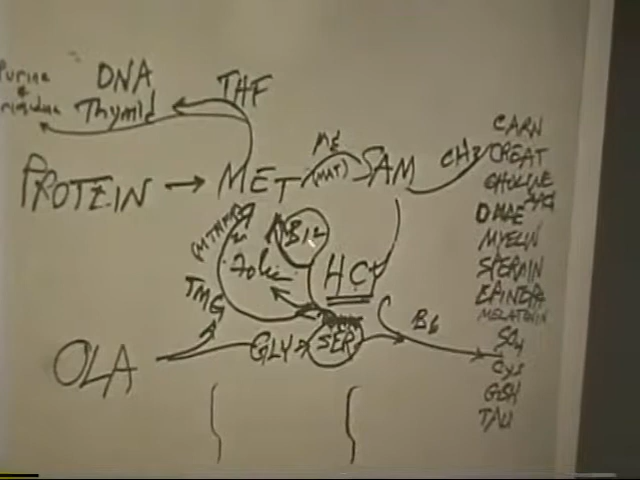 Purine
DNA
Thymid
THF
PROTEIN → MET
(MAT)
SAM
CH3
CARN
CREAT
CHOLINE
DMAE
MYELIN
SPERMIN
EPINEPH
MELATONIN
SO4
Cys
GSH
TAU
B12
Folic
HCY
TMG
B6
OLA
GLY
SER